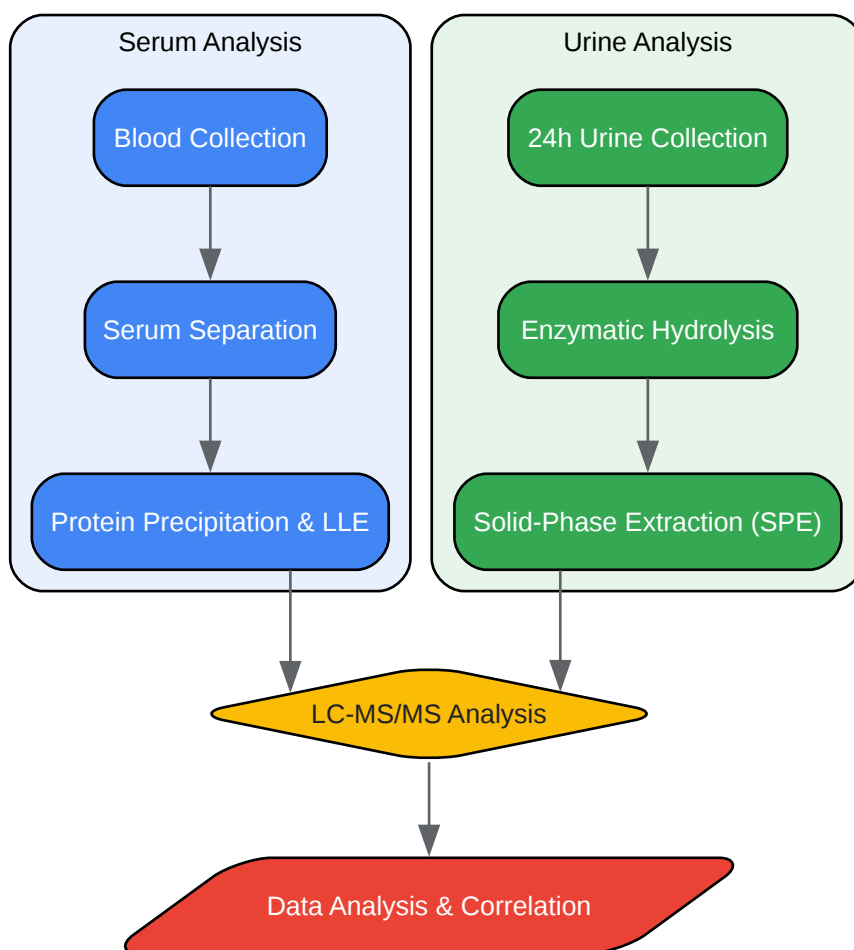 Serum Analysis
Blood Collection
Serum Separation
Protein Precipitation & LLE
Urine Analysis
24h Urine Collection
Enzymatic Hydrolysis
Solid-Phase Extraction (SPE)
LC-MS/MS Analysis
Data Analysis & Correlation